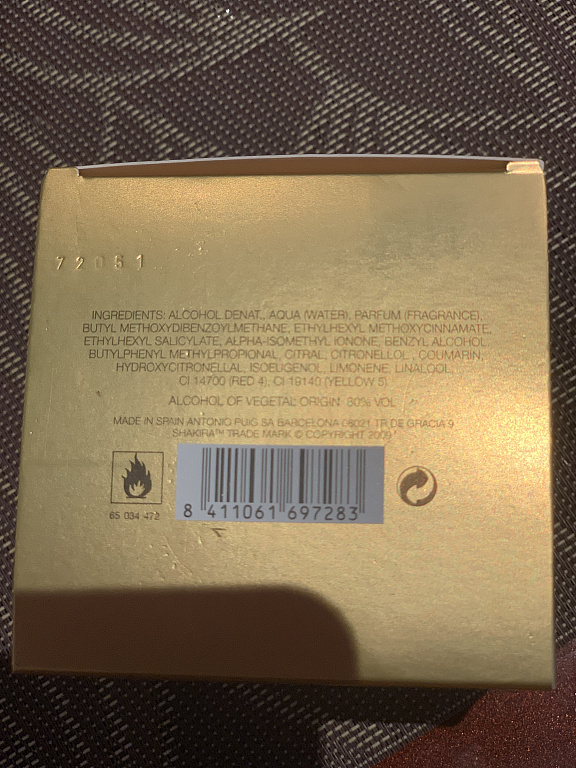 72051
INGREDIENTS: ALCOHOL DENAT., AQUA (WATER), PARFUM (FRAGRANCE),
BUTYL METHOXYDIBENZOYLMETHANE, ETHYLHEXYL METHOXYCINNAMATE,
ETHYLHEXYL SALICYLATE, ALPHA-ISOMETHYL IONONE, BENZYL ALCOHOL
BUTYLPHENYL METHYLPROPIONAL, CITRAL, CITRONELLOL, COUMARIN,
HYDROXYCITRONELLAL, ISOEUGENOL, LIMONENE, LINALOOL,
CI 14700 (RED 4), CI 19140 (YELLOW 5)
ALCOHOL OF VEGETAL ORIGIN 80% VOL
MADE IN SPAIN ANTONIO PUIG SA BARCELONA 08021 TR.DE GRACIA 9
SHAKIRA™ TRADE MARK © COPYRIGHT 2009
65 034 472
8 411061 697283